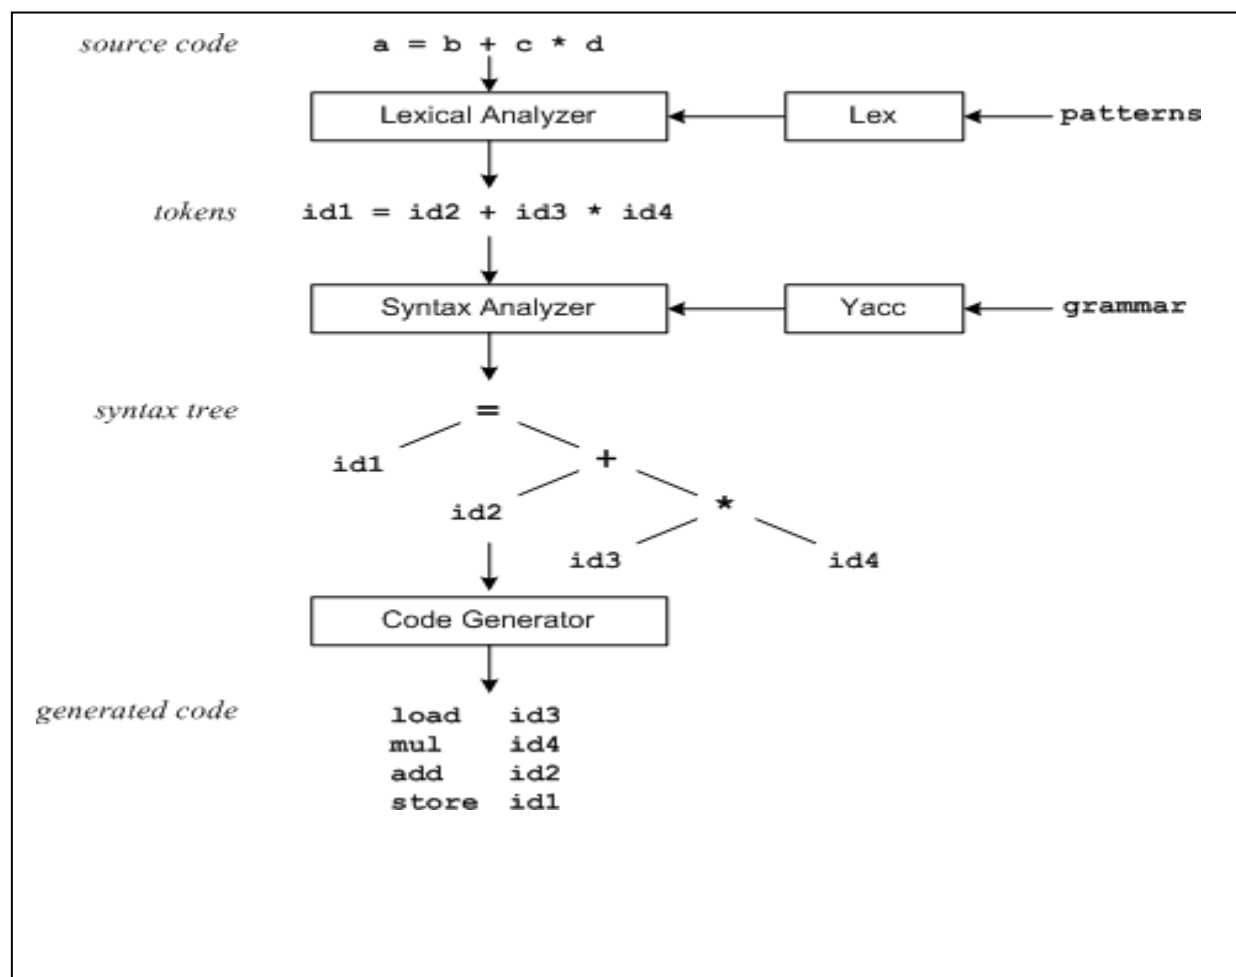 source code a = b + c * d
Lexical Analyzer Lex patterns
tokens id1 = id2 + id3 * id4
Syntax Analyzer Yacc grammar
syntax tree =
id1 +
id2 *
id3 id4
Code Generator
generated code load id3
mul id4
add id2
store id1